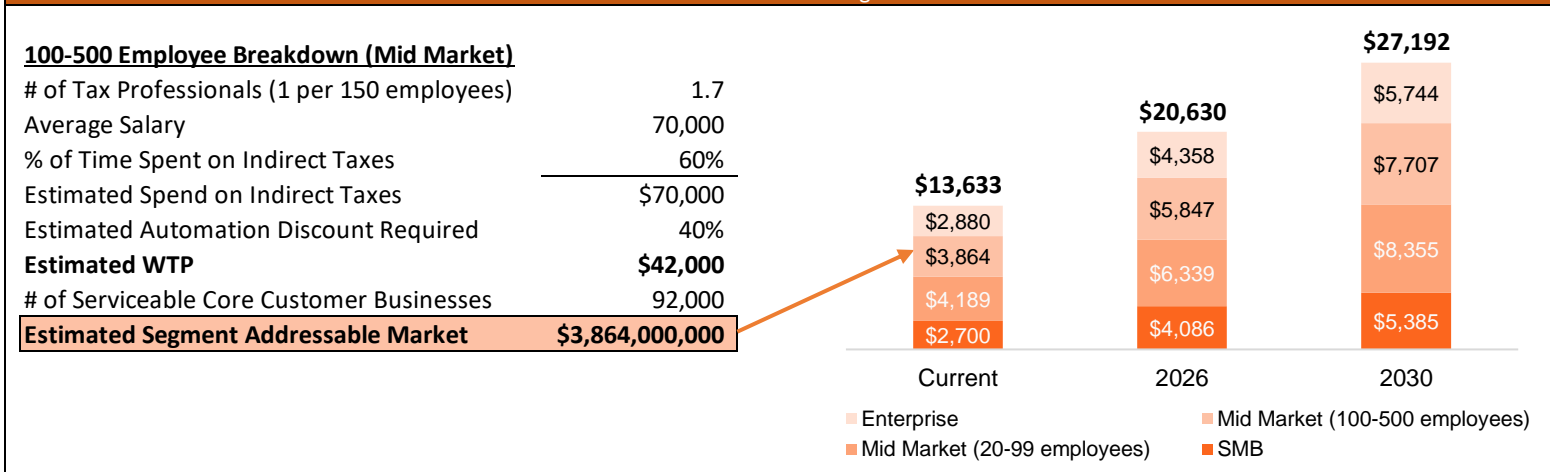 100-500 Employee Breakdown (Mid Market)
# of Tax Professionals (1 per 150 employees) 1.7
Average Salary 70,000
% of Time Spent on Indirect Taxes 60%
Estimated Spend on Indirect Taxes $70,000
Estimated Automation Discount Required 40%
Estimated WTP $42,000
# of Serviceable Core Customer Businesses 92,000
Estimated Segment Addressable Market $3,864,000,000
$13,633
$2,880
$3,864
$4,189
$2,700
Current
$20,630
$4,358
$5,847
$6,339
$4,086
2026
$27,192
$5,744
$7,707
$8,355
$5,385
2030
Enterprise
Mid Market (100-500 employees)
Mid Market (20-99 employees)
SMB